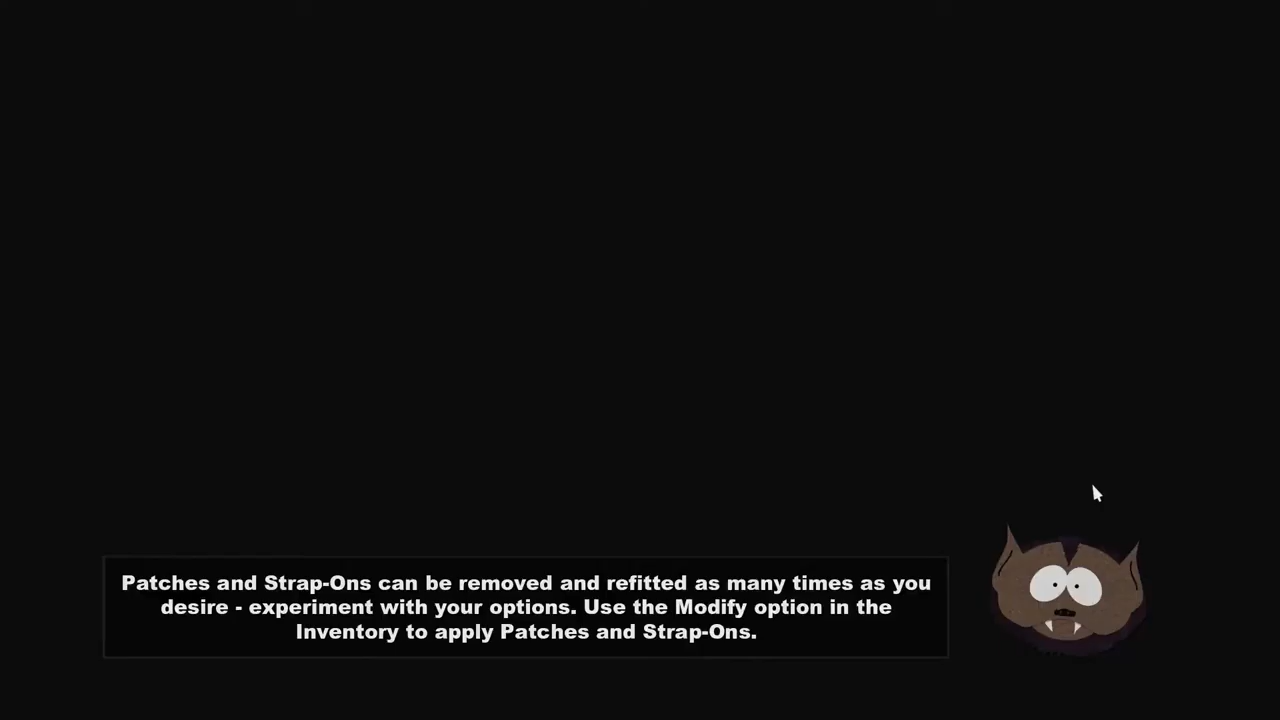 Patches and Strap-Ons can be removed and refitted as many times as you
desire - experiment with your options. Use the Modify option in the
Inventory to apply Patches and Strap-Ons.